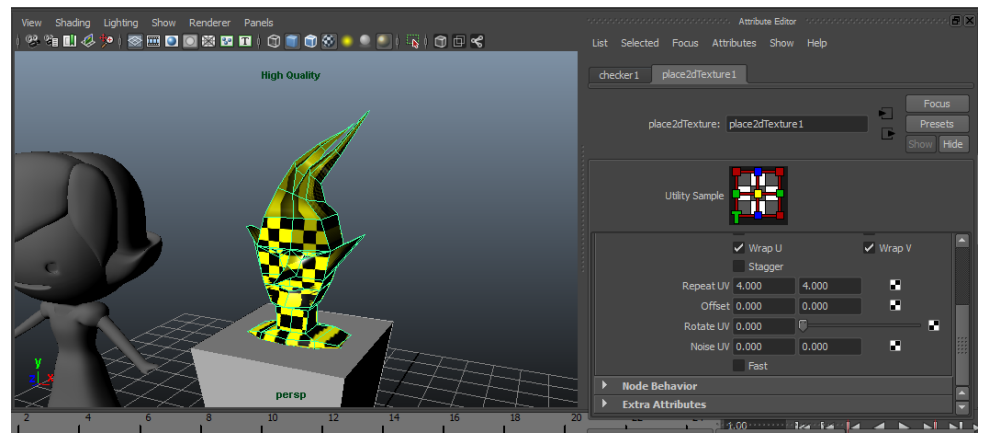 View Shading Lighting Show Renderer Panels
High Quality
persp
y
x
2 4 6 8 10 12 14 16 18 20
Attribute Editor
List Selected Focus Attributes Show Help
checker1 place2dTexture1
Focus
place2dTexture: place2dTexture1 Presets
Show Hide
Utility Sample
T
Wrap U Wrap V
Stagger
Repeat UV 4.000 4.000
Offset 0.000 0.000
Rotate UV 0.000
Noise UV 0.000 0.000
Fast
Node Behavior
Extra Attributes
1.00